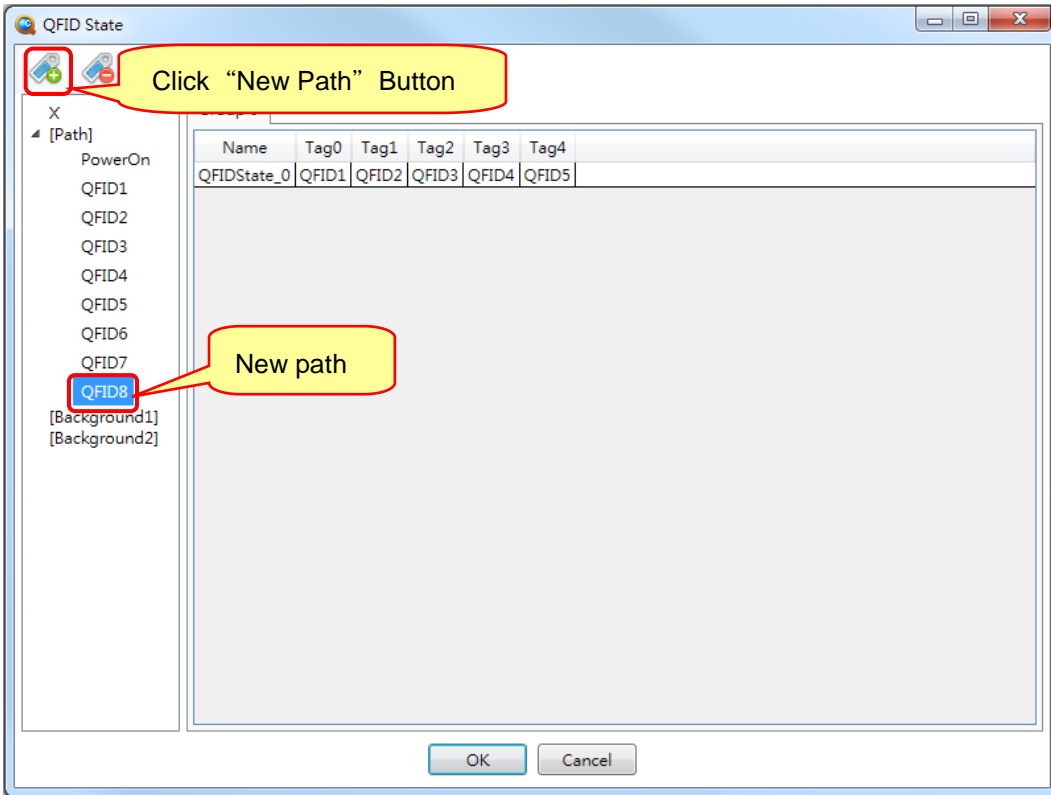 QFID State
Click “New Path” Button
X
[Path]
PowerOn
QFID1
QFID2
QFID3
QFID4
QFID5
QFID6
QFID7
QFID8
[Background1]
[Background2]
New path
Name Tag0 Tag1 Tag2 Tag3 Tag4
QFIDState_0 QFID1 QFID2 QFID3 QFID4 QFID5
OK Cancel